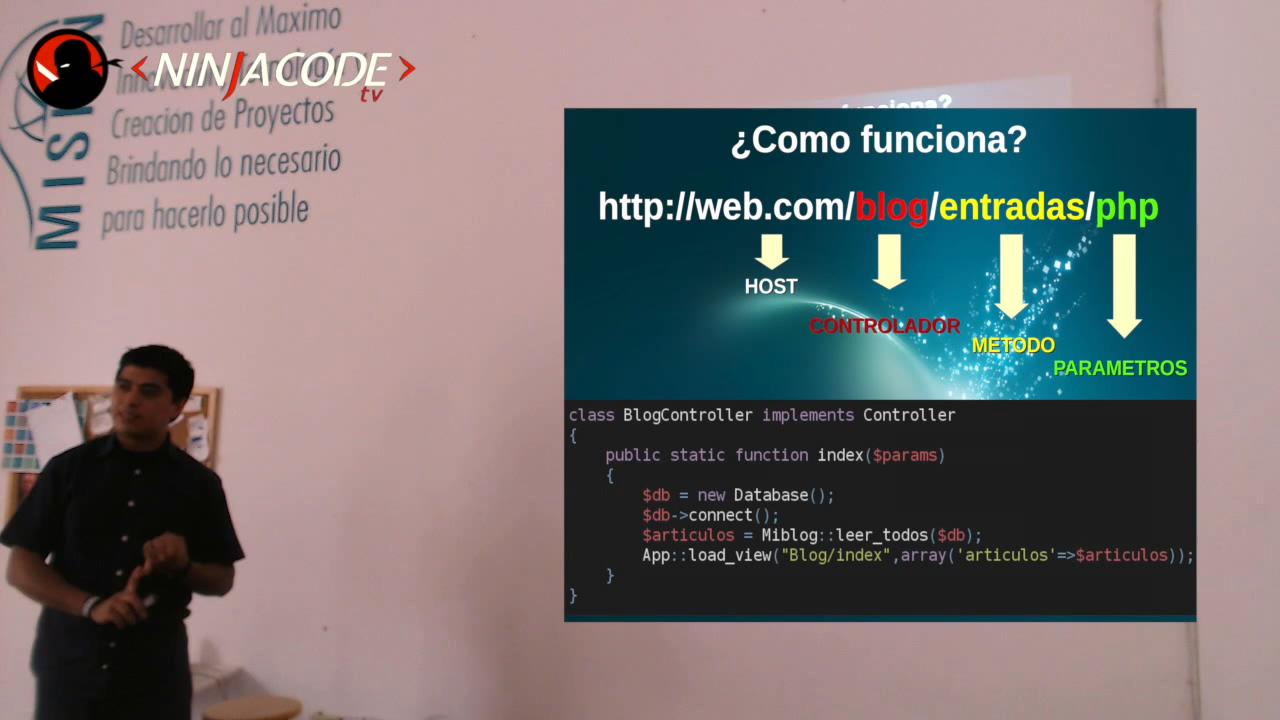 MISION
Desarrollar al Maximo
Creación de Proyectos
Brindando lo necesario
para hacerlo posible
<NINJACODE>
tv
funciona?
¿Como funciona?
http://web.com/blog/entradas/php
HOST
CONTROLADOR
METODO
PARAMETROS
class BlogController implements Controller
{
    public static function index($params)
    {
        $db = new Database();
        $db->connect();
        $articulos = Miblog::leer_todos($db);
        App::load_view("Blog/index",array('articulos'=>$articulos));
    }
}